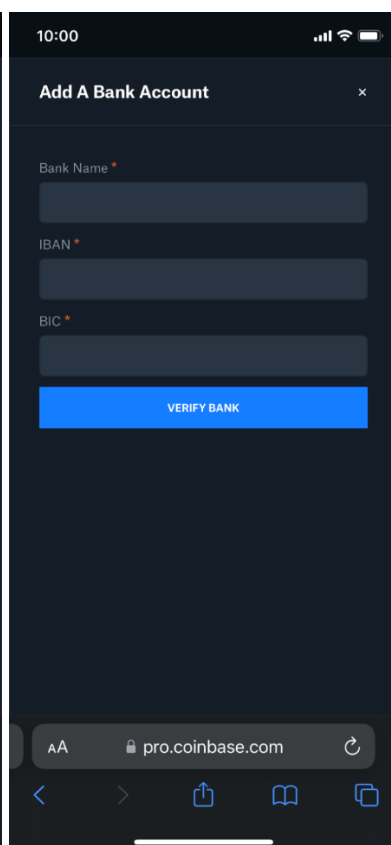 10:00
Add A Bank Account ×
Bank Name *
IBAN *
BIC *
VERIFY BANK
AA pro.coinbase.com